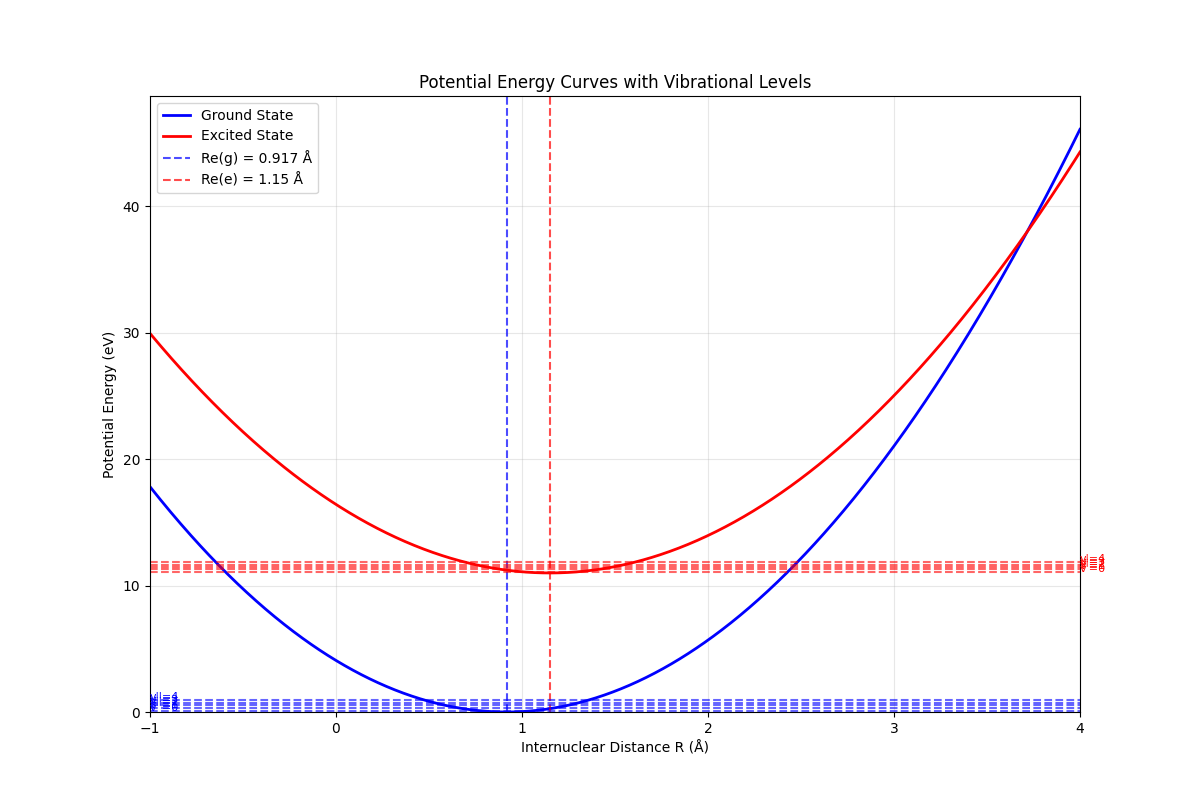 Potential Energy Curves with Vibrational Levels
Ground State
Excited State
Re(g) = 0.917 Å
Re(e) = 1.15 Å
Potential Energy (eV)
40
30
20
10
0
−1
0
1
2
3
4
Internuclear Distance R (Å)